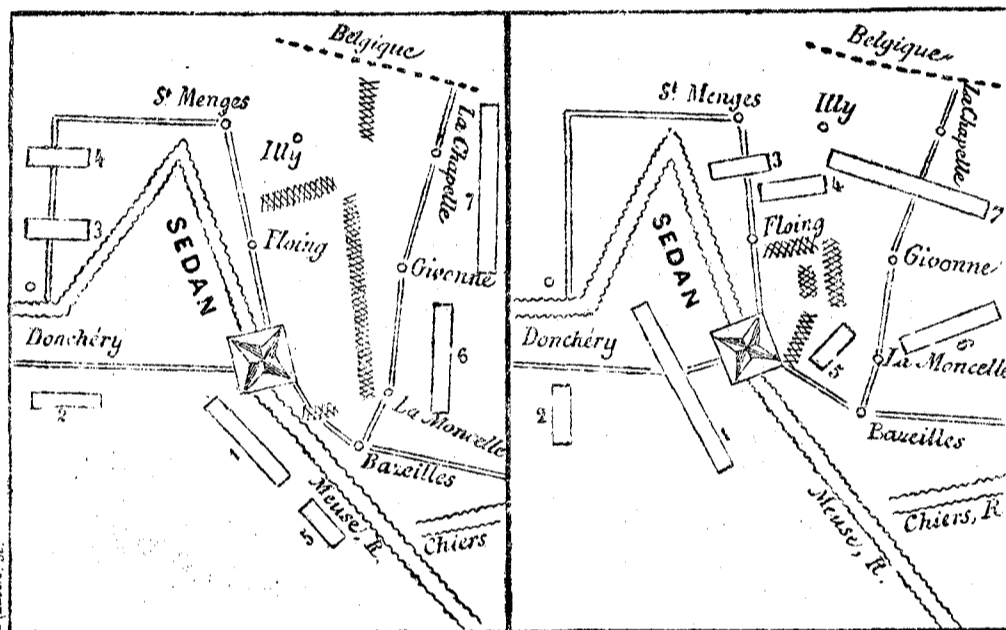 Belgique
St Menges
Illy
La Chapelle
4
3
7
SEDAN
Floing
Givonne
Donchéry
6
2
La Moncelle
1
Bazeilles
5
Meuse, R.
Chiers
Belgique
St Menges
Illy
La Chapelle
3
4
7
SEDAN
Floing
Givonne
Donchéry
6
5
La Moncelle
2
1
Bazeilles
Meuse, R.
Chiers, R.